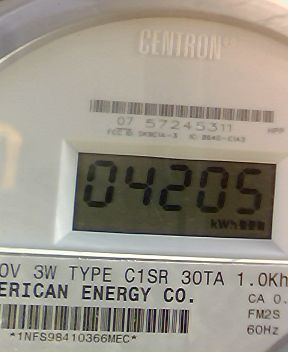 CENTRON
07 57245311 HPP
04205
kWh
0V 3W TYPE C1SR 30TA 1.0Kh
ERICAN ENERGY CO. CA 0.
FM2S
*1NFS98410366MEC* 60Hz